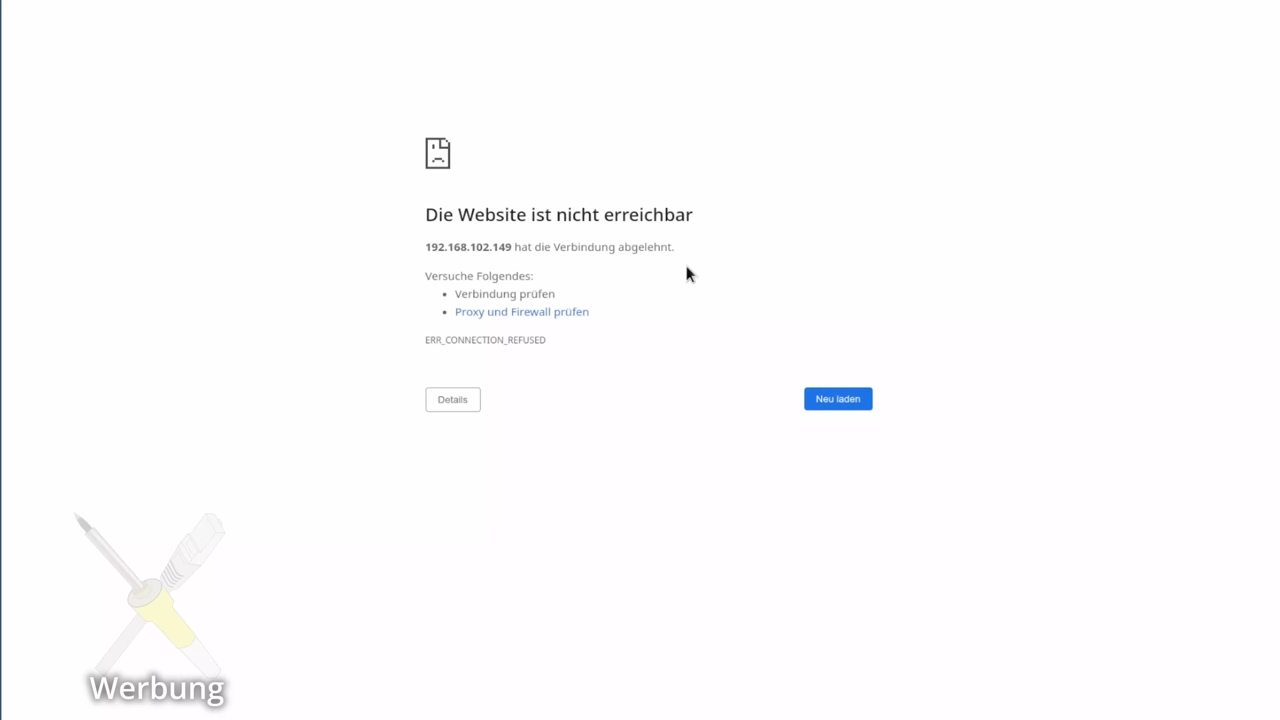 Die Website ist nicht erreichbar
192.168.102.149 hat die Verbindung abgelehnt.
Versuche Folgendes:
• Verbindung prüfen
• Proxy und Firewall prüfen
ERR_CONNECTION_REFUSED
Details
Neu laden
Werbung